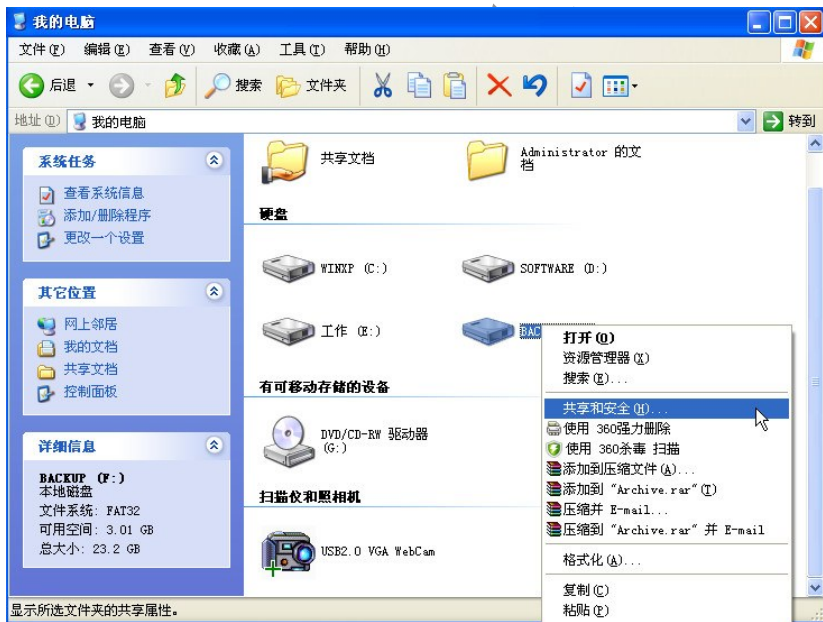 我的电脑
文件(F) 编辑(E) 查看(V) 收藏(A) 工具(T) 帮助(H)
后退 搜索 文件夹
地址(D) 我的电脑 转到
系统任务
查看系统信息
添加/删除程序
更改一个设置
其它位置
网上邻居
我的文档
共享文档
控制面板
详细信息
BACKUP (F:)
本地磁盘
文件系统: FAT32
可用空间: 3.01 GB
总大小: 23.2 GB
共享文档
Administrator 的文
档
硬盘
WINXP (C:)
SOFTWARE (D:)
工作 (E:)
BAC
有可移动存储的设备
DVD/CD-RW 驱动器
(G:)
扫描仪和照相机
USB2.0 VGA WebCam
打开(O)
资源管理器(X)
搜索(E)...
共享和安全(H)...
使用 360强力删除
使用 360杀毒 扫描
添加到压缩文件(A)...
添加到 "Archive.rar"(T)
压缩并 E-mail...
压缩到 "Archive.rar" 并 E-mail
格式化(A)...
复制(C)
粘贴(P)
显示所选文件夹的共享属性。